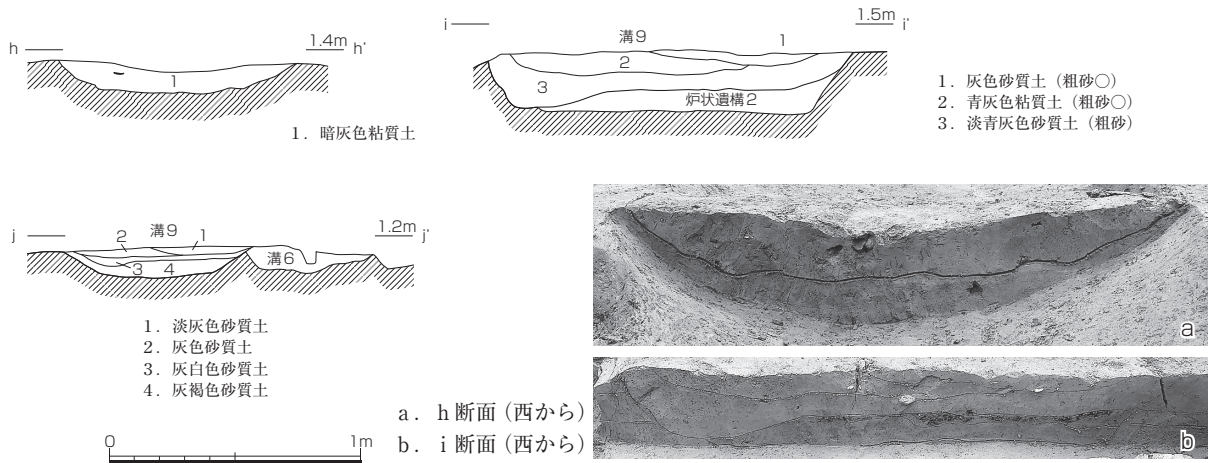 h 1.4m h'
1
1．暗灰色粘質土
i 溝9 1 1.5m i'
2
3
炉状遺構2
1．灰色砂質土（粗砂〇）
2．青灰色粘質土（粗砂〇）
3．淡青灰色砂質土（粗砂）
j 溝9 1.2m j'
2 1
3 4 溝6
1．淡灰色砂質土
2．灰色砂質土
3．灰白色砂質土
4．灰褐色砂質土
0 1m
a．h断面（西から）
b．i断面（西から）
a
b